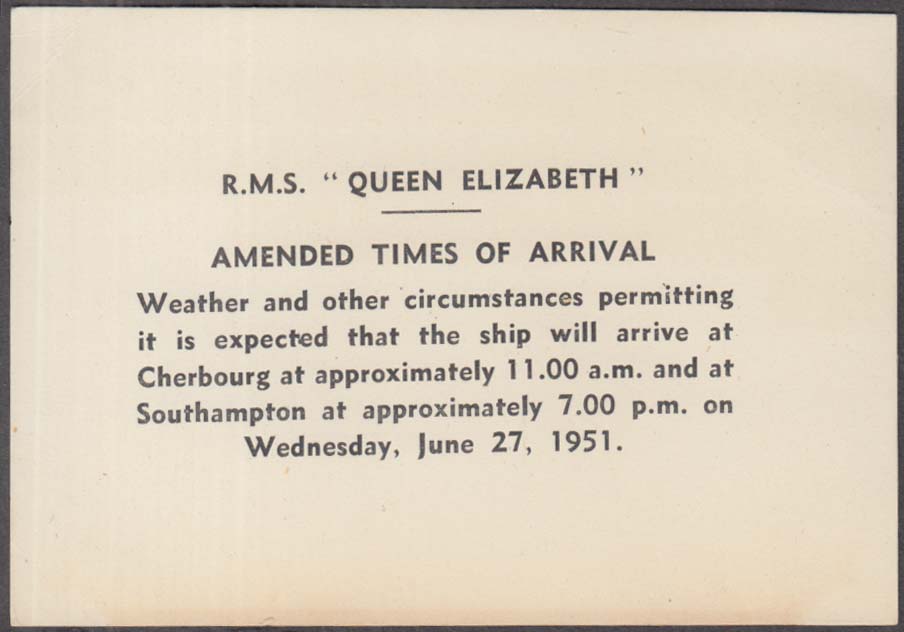 R.M.S. “ QUEEN ELIZABETH ”
AMENDED TIMES OF ARRIVAL
Weather and other circumstances permitting
it is expected that the ship will arrive at
Cherbourg at approximately 11.00 a.m. and at
Southampton at approximately 7.00 p.m. on
Wednesday, June 27, 1951.